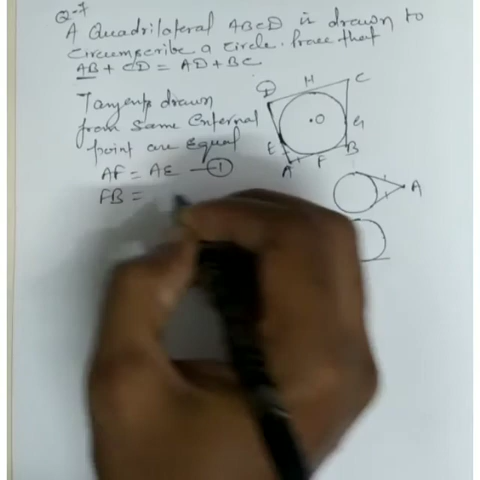 Q.7
A Quadrilateral ABCD is drawn to
circumscribe a circle. Prove that
AB + CD = AD + BC
Tangents drawn
from same External
point are Equal
AF = AE — 1
FB =
D H C
O
G
E F B
A
A